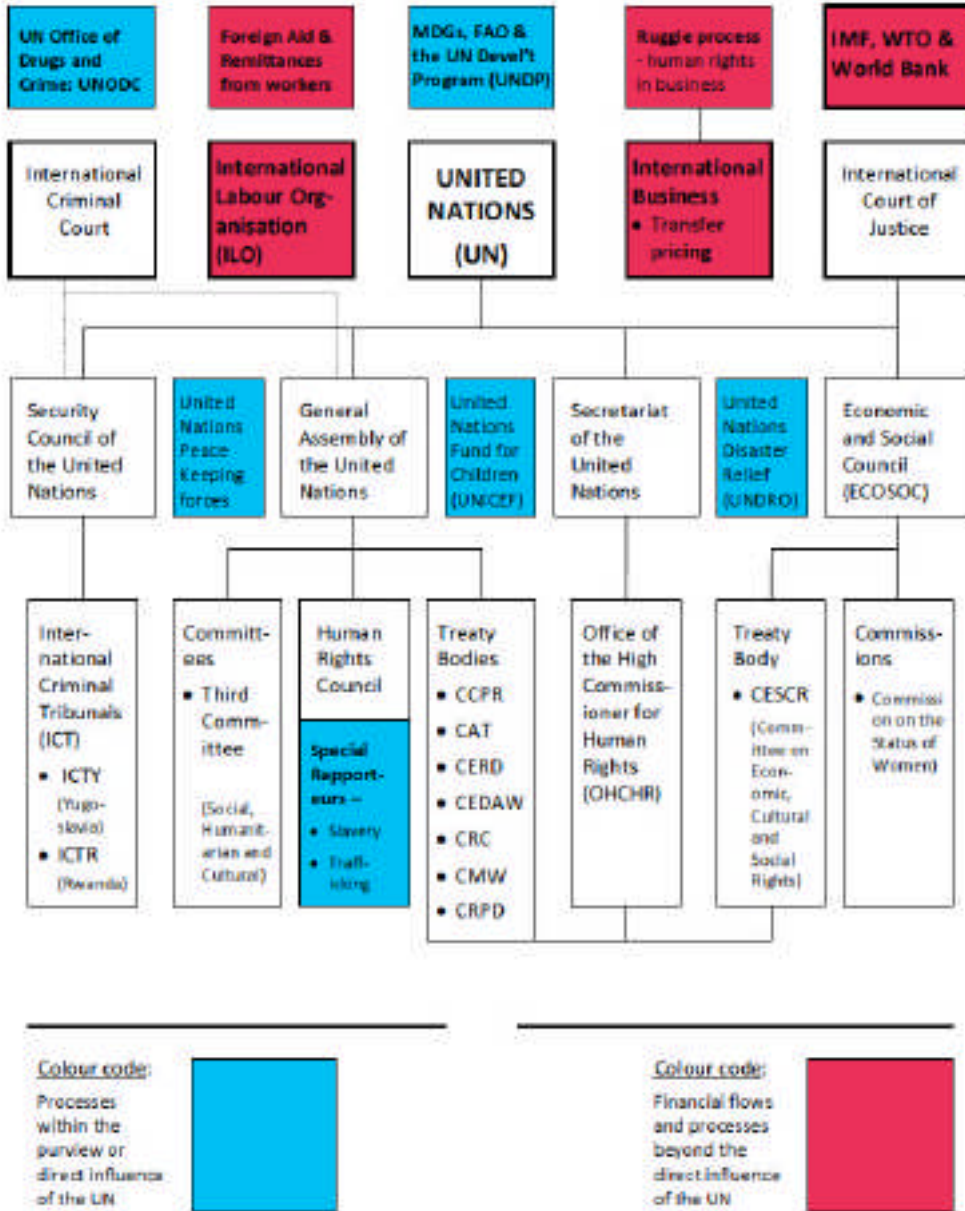 UN Office of
Drugs and
Crime: UNODC
Foreign Aid &
Remittances
from workers
MDGs, FAO &
the UN Devel't
Program (UNDP)
Ruggie process
- human rights
in business
IMF, WTO &
World Bank
International
Criminal
Court
International
Labour Org-
anisation
(ILO)
UNITED
NATIONS
(UN)
International
Business
• Transfer
pricing
International
Court of
Justice
Security
Council of
the United
Nations
United
Nations
Peace
Keeping
forces
General
Assembly of
the United
Nations
United
Nations
Fund for
Children
(UNICEF)
Secretariat
of the
United
Nations
United
Nations
Disaster
Relief
(UNDRO)
Economic
and Social
Council
(ECOSOC)
Inter-
national
Criminal
Tribunals
(ICT)
• ICTY
(Yugo-
slavia)
• ICTR
(Rwanda)
Committ-
ees
• Third
Comm-
ittee
(Social,
Humanit-
arian and
Cultural)
Human
Rights
Council
Special
Rapport-
eurs –
• Slavery
• Traff-
icking
Treaty
Bodies
• CCPR
• CAT
• CERD
• CEDAW
• CRC
• CMW
• CRPD
Office of
the High
Commiss-
ioner for
Human
Rights
(OHCHR)
Treaty
Body
• CESCR
(Comm-
ittee on
Econ-
omic,
Cultural
and
Social
Rights)
Commiss-
ions
• Commissi
on on the
Status of
Women)
Colour code:
Processes
within the
purview or
direct influence
of the UN
Colour code:
Financial flows
and processes
beyond the
direct influence
of the UN